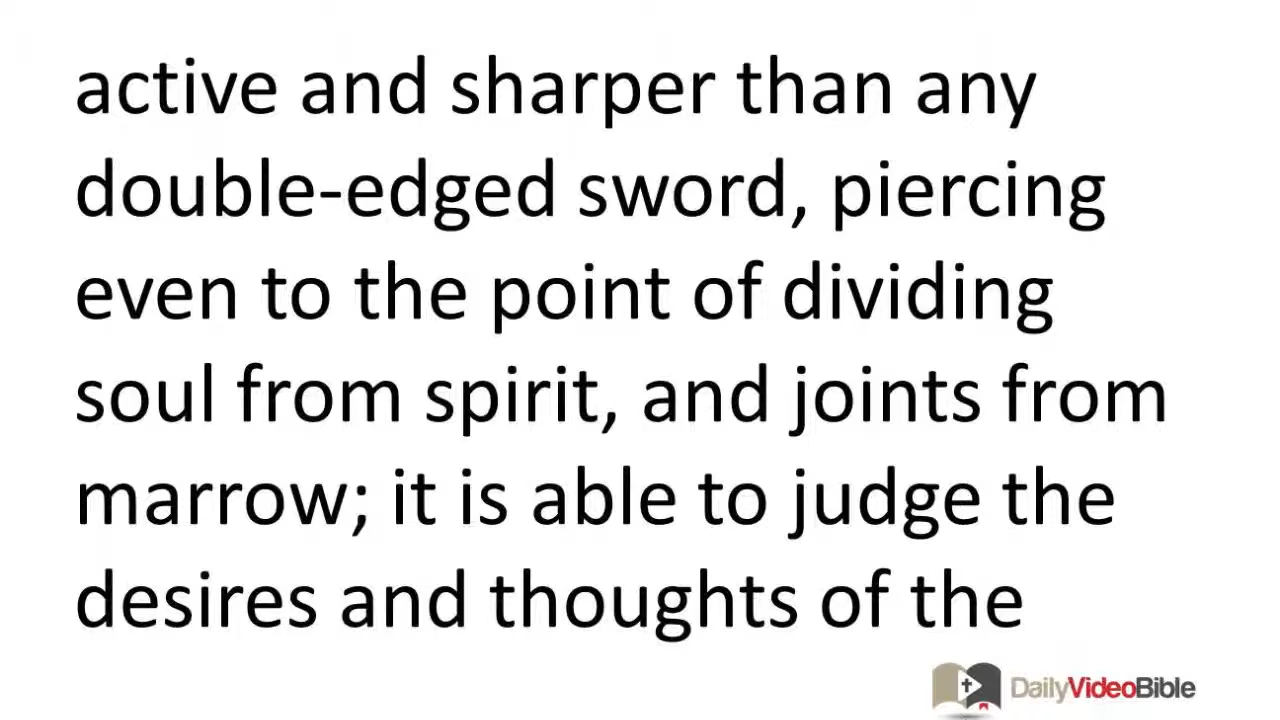 active and sharper than any
double-edged sword, piercing
even to the point of dividing
soul from spirit, and joints from
marrow; it is able to judge the
desires and thoughts of the
DailyVideoBible